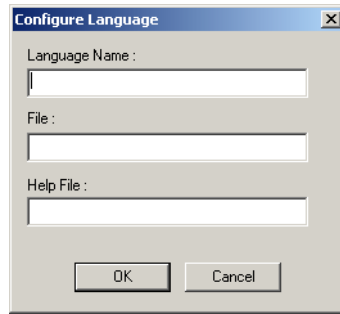 Configure Language
Language Name :
File :
Help File :
OK
Cancel